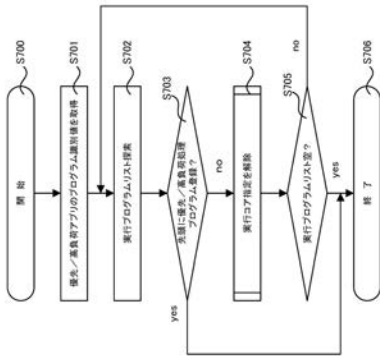 S700
開 始
S701
優先／高負荷アプリのプログラム識別値を取得
S702
実行プログラムリスト捜索
S703
先頭に優先／高負荷処理
プログラム登録？
yes
no
S704
実行コア指定を解除
S705
実行プログラムリスト空？
no
yes
S706
終 了